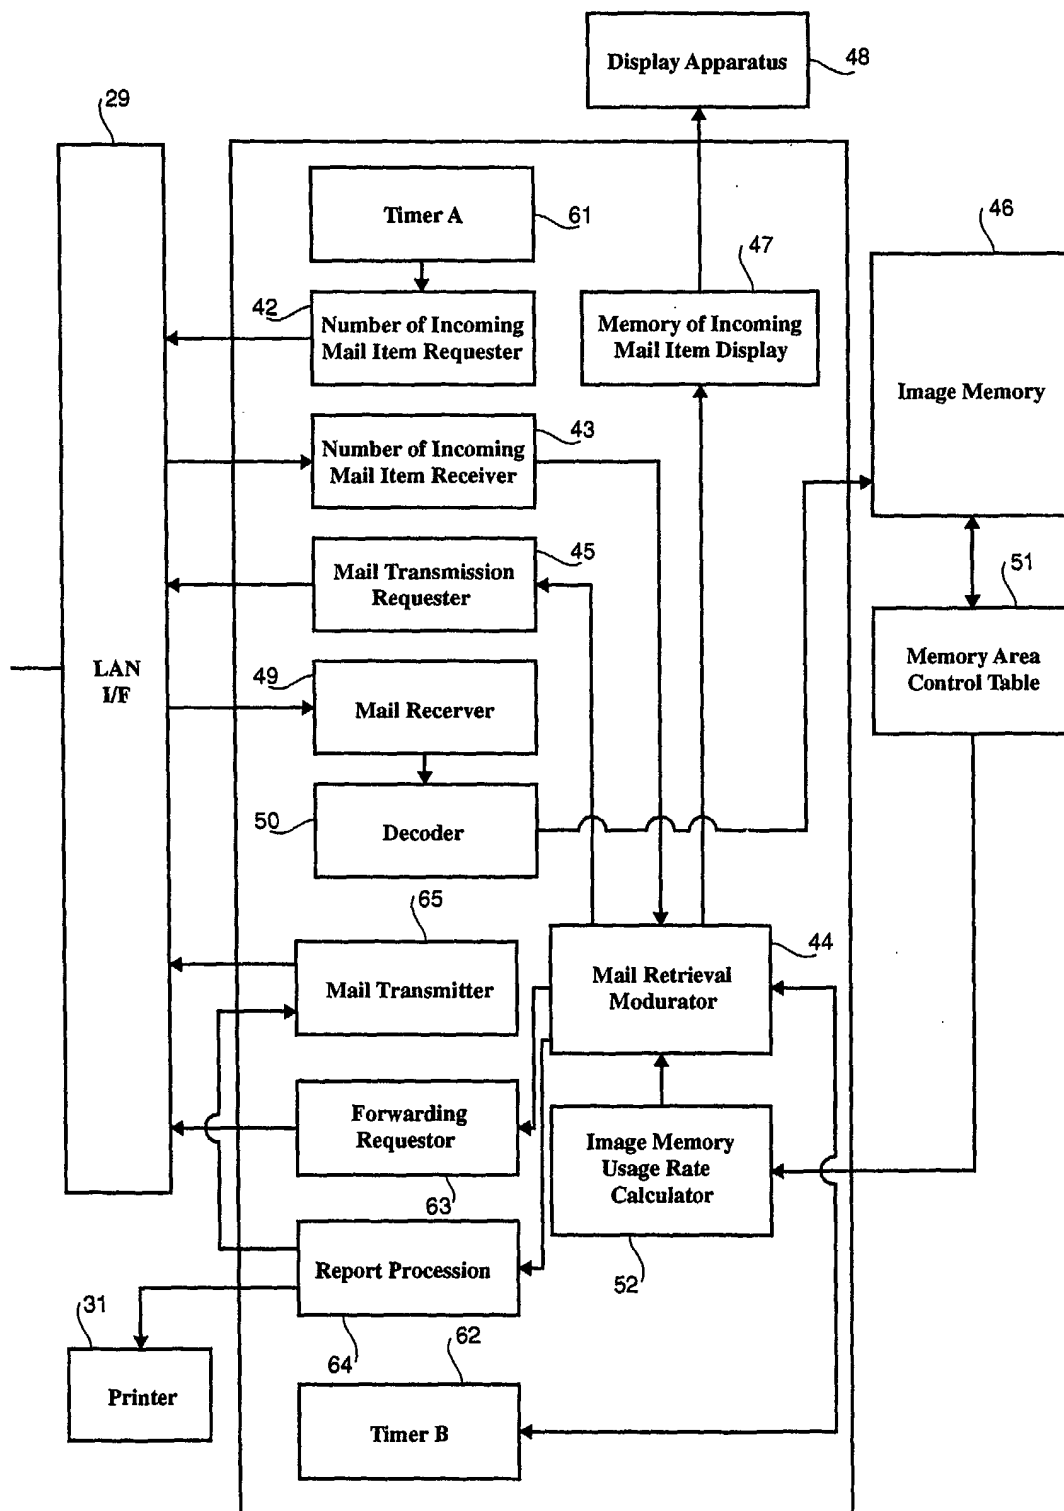 Display Apparatus
48
29
Timer A
61
46
47
42
Number of Incoming
Mail Item Requester
Memory of Incoming
Mail Item Display
Image Memory
43
Number of Incoming
Mail Item Receiver
45
Mail Transmission
Requester
51
LAN
I/F
49
Mail Recerver
Memory Area
Control Table
50
Decoder
65
44
Mail Transmitter
Mail Retrieval
Modurator
Forwarding
Requestor
63
Image Memory
Usage Rate
Calculator
52
Report Procession
64
31
Printer
62
Timer B